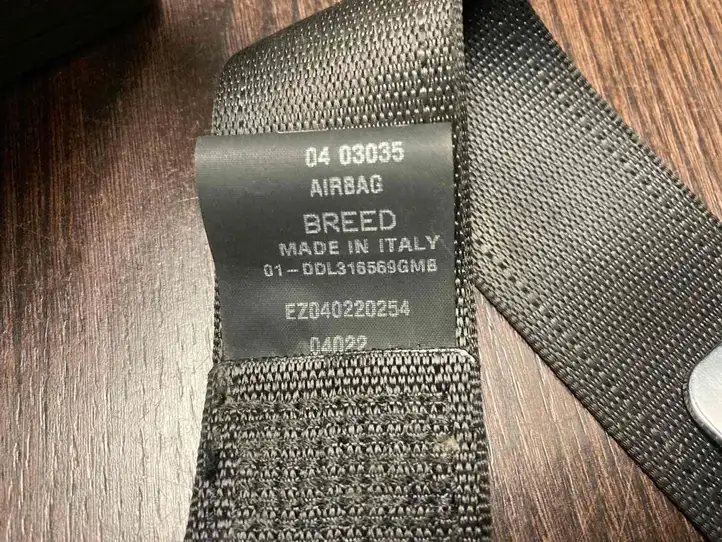 04 03035
AIRBAG
BREED
MADE IN ITALY
01-DDL316569GMB
EZ040220254
04022